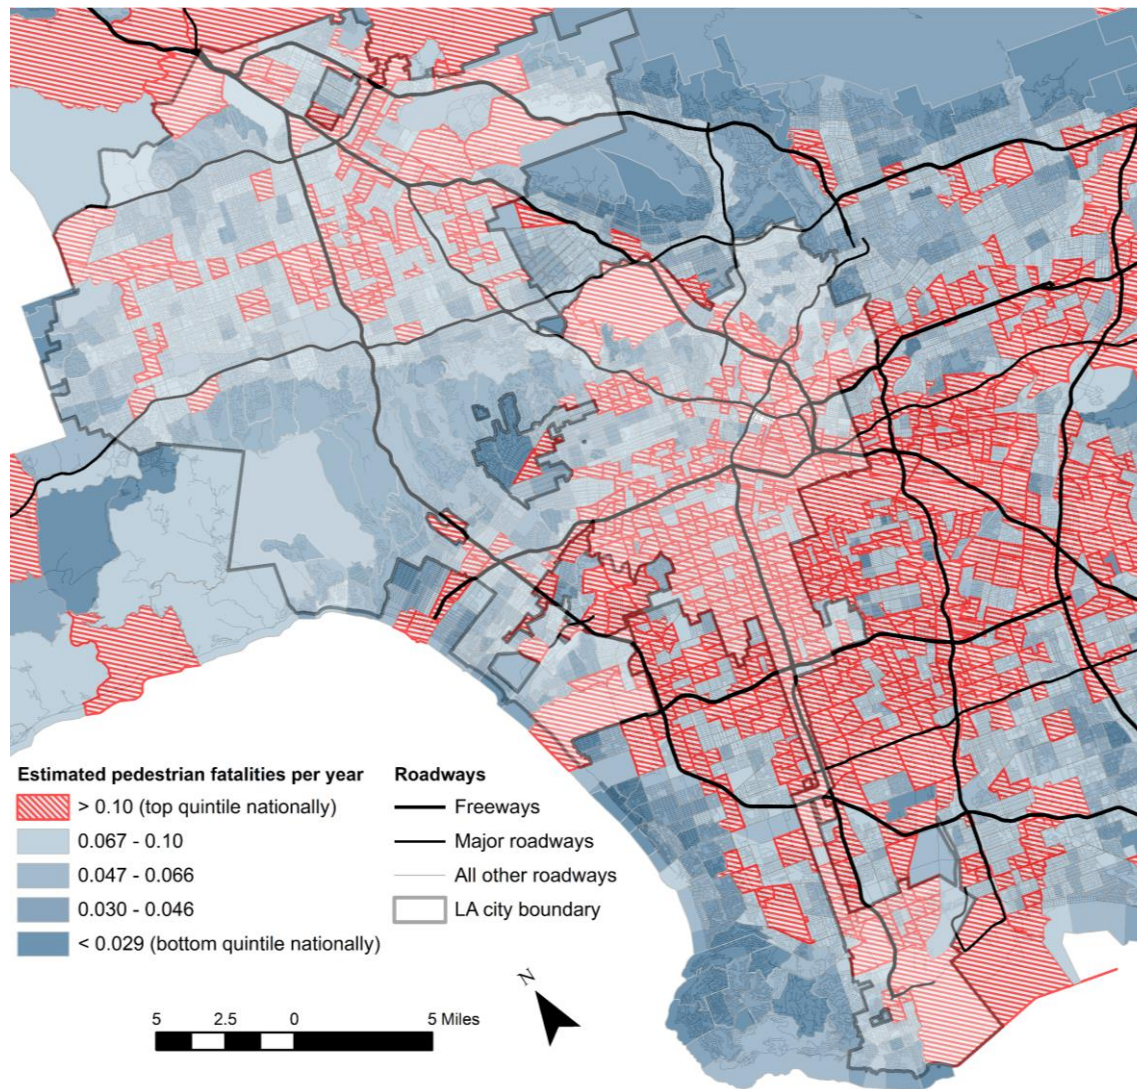 Estimated pedestrian fatalities per year
> 0.10 (top quintile nationally)
0.067 - 0.10
0.047 - 0.066
0.030 - 0.046
< 0.029 (bottom quintile nationally)
Roadways
Freeways
Major roadways
All other roadways
LA city boundary
N
5 2.5 0 5 Miles